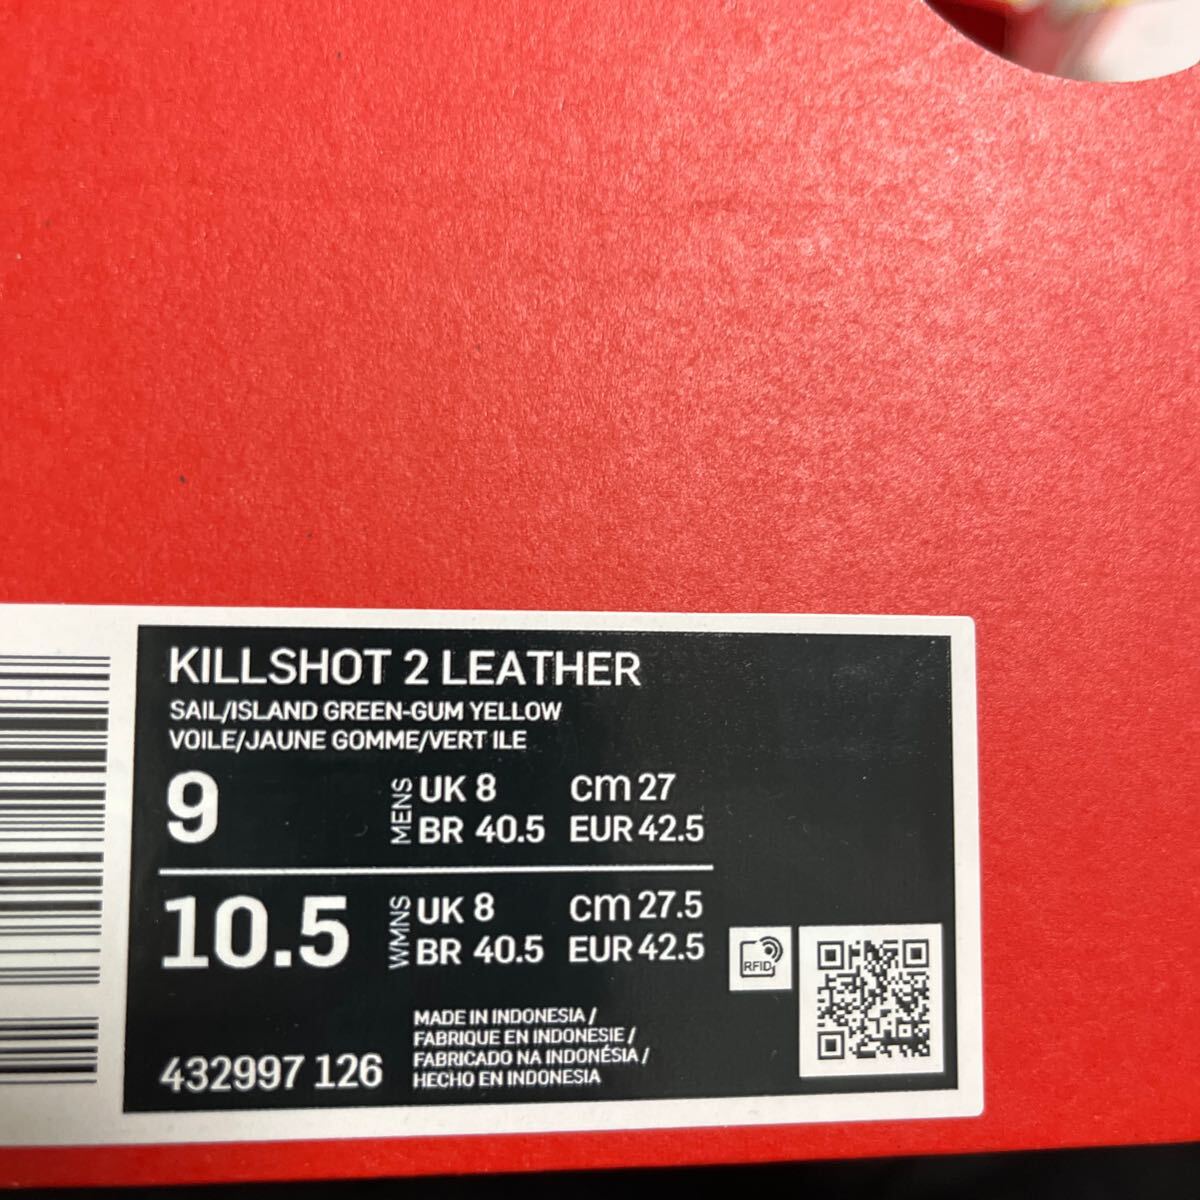 KILLSHOT 2 LEATHER
SAIL/ISLAND GREEN-GUM YELLOW
VOILE/JAUNE GOMME/VERT ILE
9 MENS UK 8 cm 27
BR 40.5 EUR 42.5
10.5 WMNS UK 8 cm 27.5
BR 40.5 EUR 42.5
RFID
432997 126
MADE IN INDONESIA /
FABRIQUE EN INDONESIE /
FABRICADO NA INDONÉSIA /
HECHO EN INDONESIA